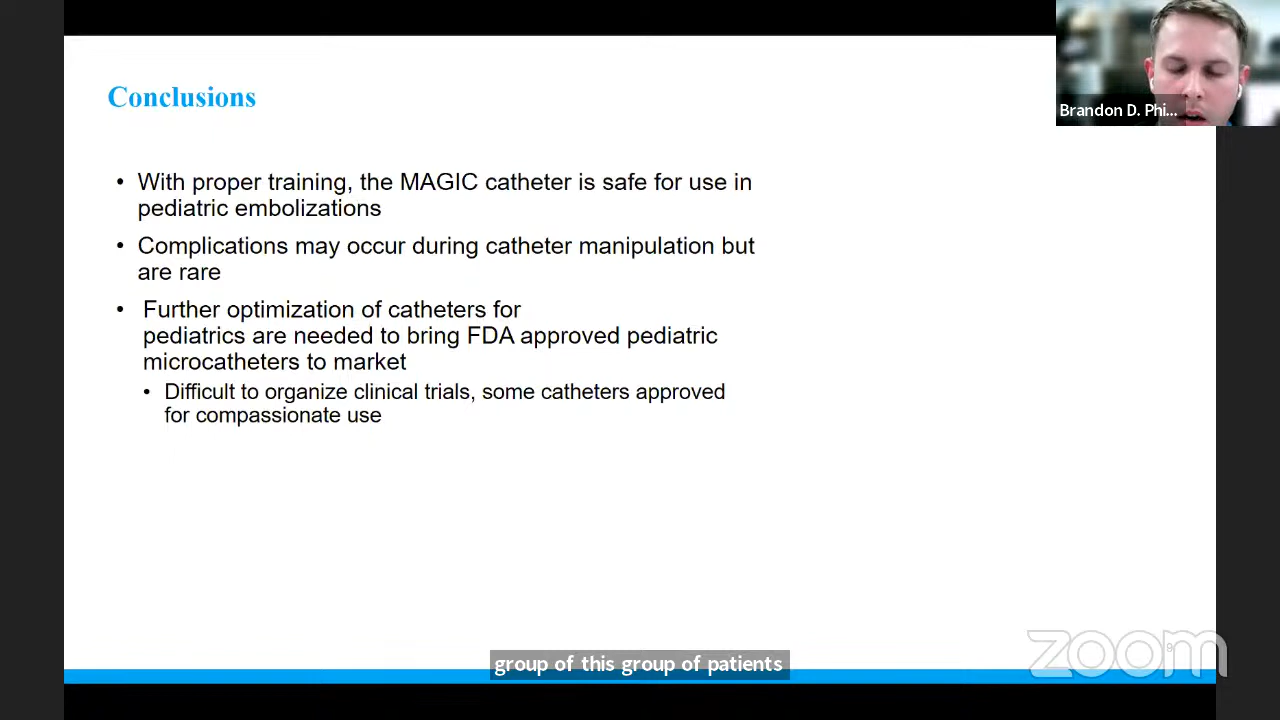 Conclusions
• With proper training, the MAGIC catheter is safe for use in
pediatric embolizations
• Complications may occur during catheter manipulation but
are rare
• Further optimization of catheters for
pediatrics are needed to bring FDA approved pediatric
microcatheters to market
• Difficult to organize clinical trials, some catheters approved
for compassionate use
Brandon D. Phi...
group of this group of patients
zoom
9